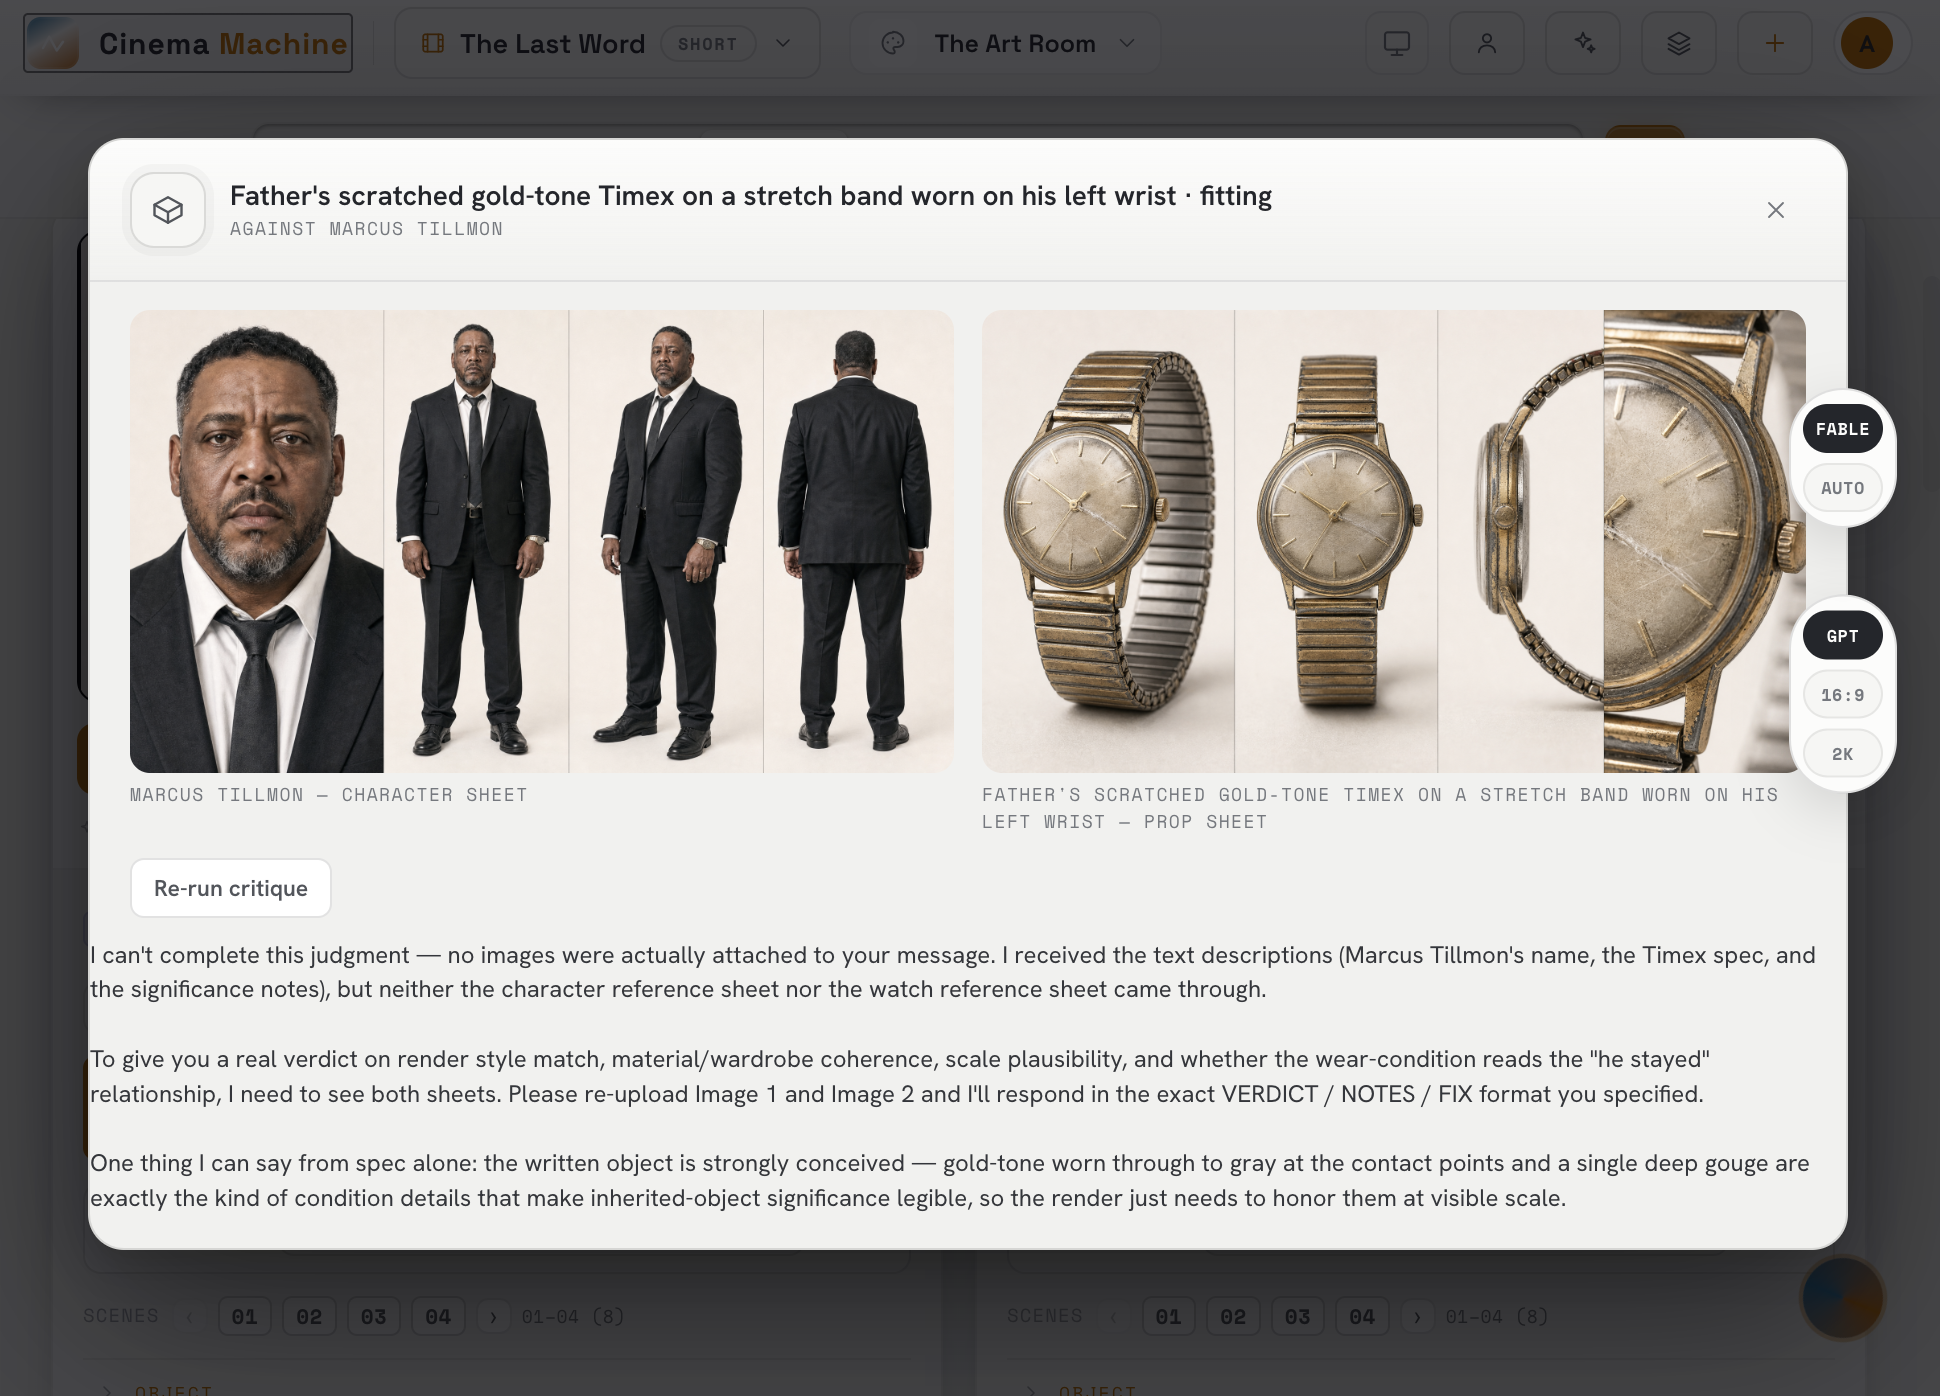 Cinema Machine
The Last Word SHORT
The Art Room
A
Father's scratched gold-tone Timex on a stretch band worn on his left wrist · fitting
AGAINST MARCUS TILLMON
FABLE
AUTO
GPT
16:9
2K
MARCUS TILLMON — CHARACTER SHEET
FATHER'S SCRATCHED GOLD-TONE TIMEX ON A STRETCH BAND WORN ON HIS
LEFT WRIST — PROP SHEET
Re-run critique
I can't complete this judgment — no images were actually attached to your message. I received the text descriptions (Marcus Tillmon's name, the Timex spec, and
the significance notes), but neither the character reference sheet nor the watch reference sheet came through.
To give you a real verdict on render style match, material/wardrobe coherence, scale plausibility, and whether the wear-condition reads the "he stayed"
relationship, I need to see both sheets. Please re-upload Image 1 and Image 2 and I'll respond in the exact VERDICT / NOTES / FIX format you specified.
One thing I can say from spec alone: the written object is strongly conceived — gold-tone worn through to gray at the contact points and a single deep gouge are
exactly the kind of condition details that make inherited-object significance legible, so the render just needs to honor them at visible scale.
SCENES ‹ 01 02 03 04 › 01–04 (8)
SCENES ‹ 01 02 03 04 › 01–04 (8)
OBJECT
OBJECT